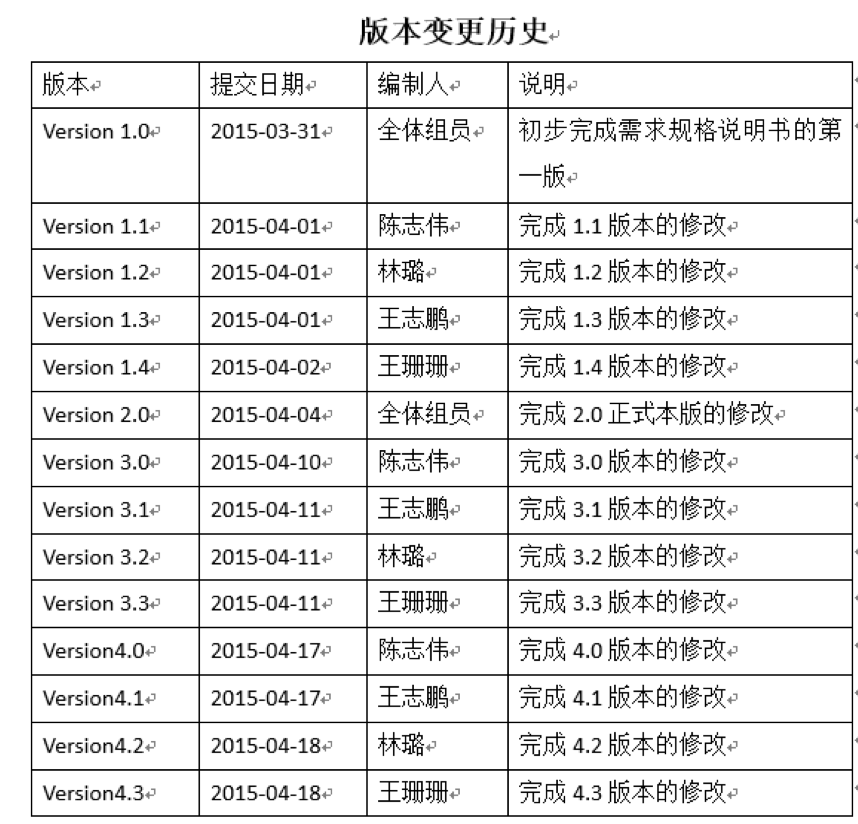 版本变更历史
版本 提交日期 编制人 说明
Version 1.0 2015-03-31 全体组员 初步完成需求规格说明书的第
一版
Version 1.1 2015-04-01 陈志伟 完成 1.1 版本的修改
Version 1.2 2015-04-01 林璐 完成 1.2 版本的修改
Version 1.3 2015-04-01 王志鹏 完成 1.3 版本的修改
Version 1.4 2015-04-02 王珊珊 完成 1.4 版本的修改
Version 2.0 2015-04-04 全体组员 完成 2.0 正式本版的修改
Version 3.0 2015-04-10 陈志伟 完成 3.0 版本的修改
Version 3.1 2015-04-11 王志鹏 完成 3.1 版本的修改
Version 3.2 2015-04-11 林璐 完成 3.2 版本的修改
Version 3.3 2015-04-11 王珊珊 完成 3.3 版本的修改
Version4.0 2015-04-17 陈志伟 完成 4.0 版本的修改
Version4.1 2015-04-17 王志鹏 完成 4.1 版本的修改
Version4.2 2015-04-18 林璐 完成 4.2 版本的修改
Version4.3 2015-04-18 王珊珊 完成 4.3 版本的修改